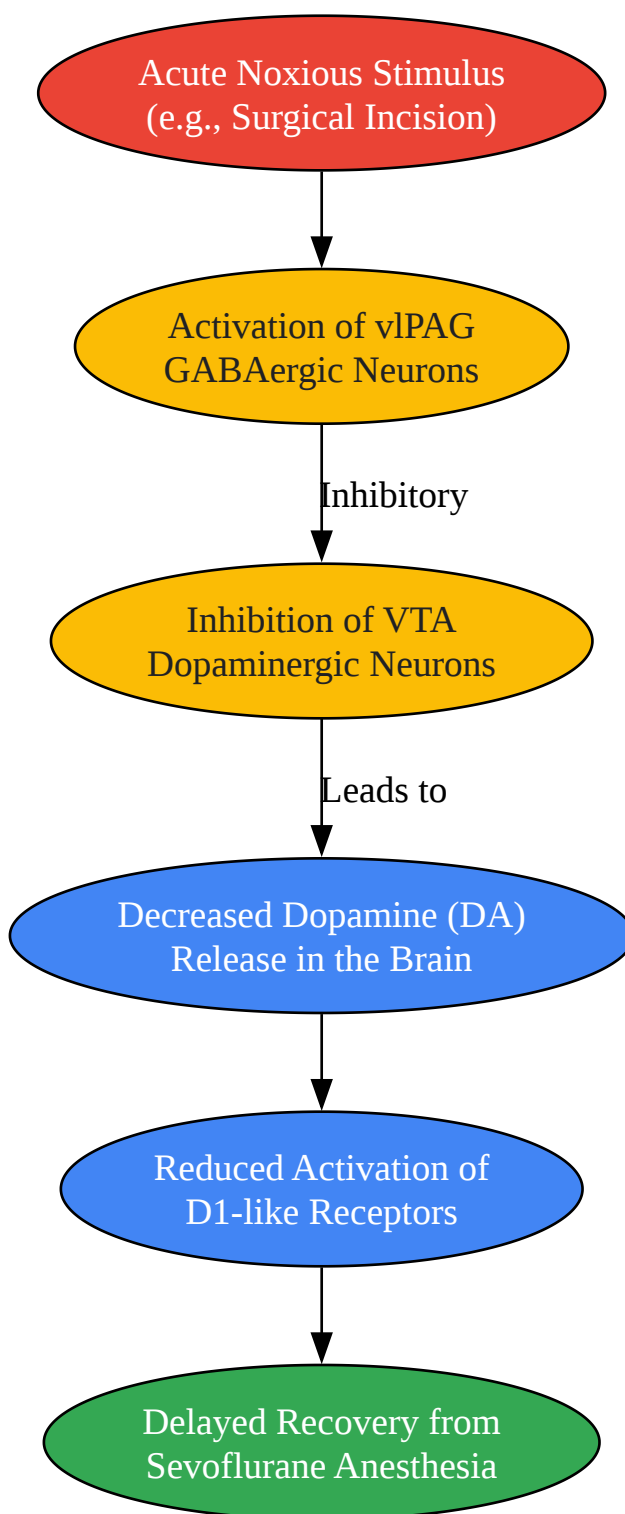 Acute Noxious Stimulus
(e.g., Surgical Incision)
Activation of vlPAG
GABAergic Neurons
Inhibitory
Inhibition of VTA
Dopaminergic Neurons
Leads to
Decreased Dopamine (DA)
Release in the Brain
Reduced Activation of
D1-like Receptors
Delayed Recovery from
Sevoflurane Anesthesia